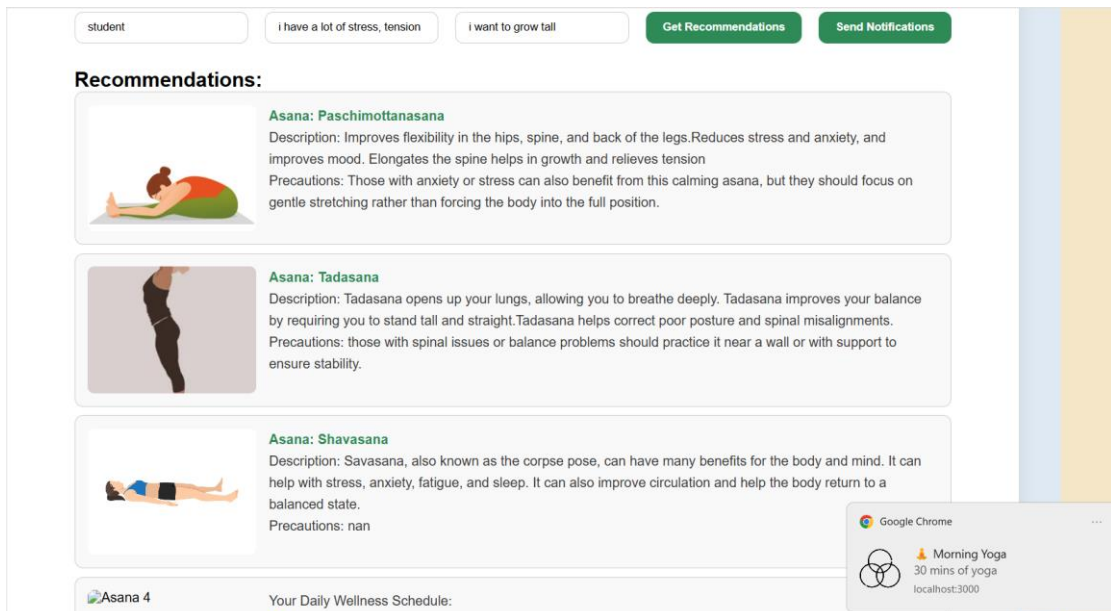 student
i have a lot of stress, tension
i want to grow tall
Get Recommendations
Send Notifications
Recommendations:
Asana: Paschimottanasana
Description: Improves flexibility in the hips, spine, and back of the legs.Reduces stress and anxiety, and
improves mood. Elongates the spine helps in growth and relieves tension
Precautions: Those with anxiety or stress can also benefit from this calming asana, but they should focus on
gentle stretching rather than forcing the body into the full position.
Asana: Tadasana
Description: Tadasana opens up your lungs, allowing you to breathe deeply. Tadasana improves your balance
by requiring you to stand tall and straight.Tadasana helps correct poor posture and spinal misalignments.
Precautions: those with spinal issues or balance problems should practice it near a wall or with support to
ensure stability.
Asana: Shavasana
Description: Savasana, also known as the corpse pose, can have many benefits for the body and mind. It can
help with stress, anxiety, fatigue, and sleep. It can also improve circulation and help the body return to a
balanced state.
Precautions: nan
Google Chrome
Morning Yoga
30 mins of yoga
localhost:3000
Asana 4
Your Daily Wellness Schedule: